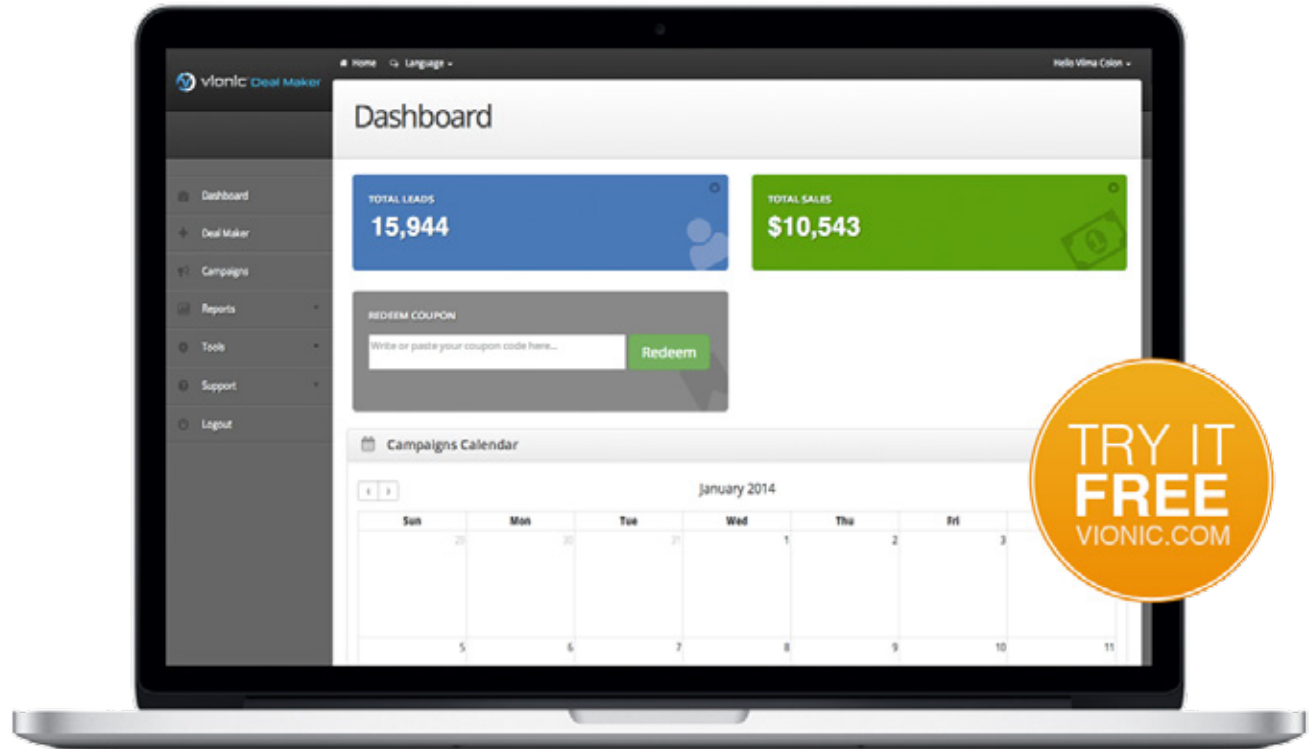 Home Language
Hello Vilma Colon
vionic Deal Maker
Dashboard
Dashboard
Deal Maker
Campaigns
Reports
Tools
Support
Logout
TOTAL LEADS
15,944
TOTAL SALES
$10,543
REDEEM COUPON
Write or paste your coupon code here...
Redeem
Campaigns Calendar
January 2014
Sun Mon Tue Wed Thu Fri
29 30 31 1 2 3
5 6 7 8 9 10 11
TRY IT
FREE
VIONIC.COM